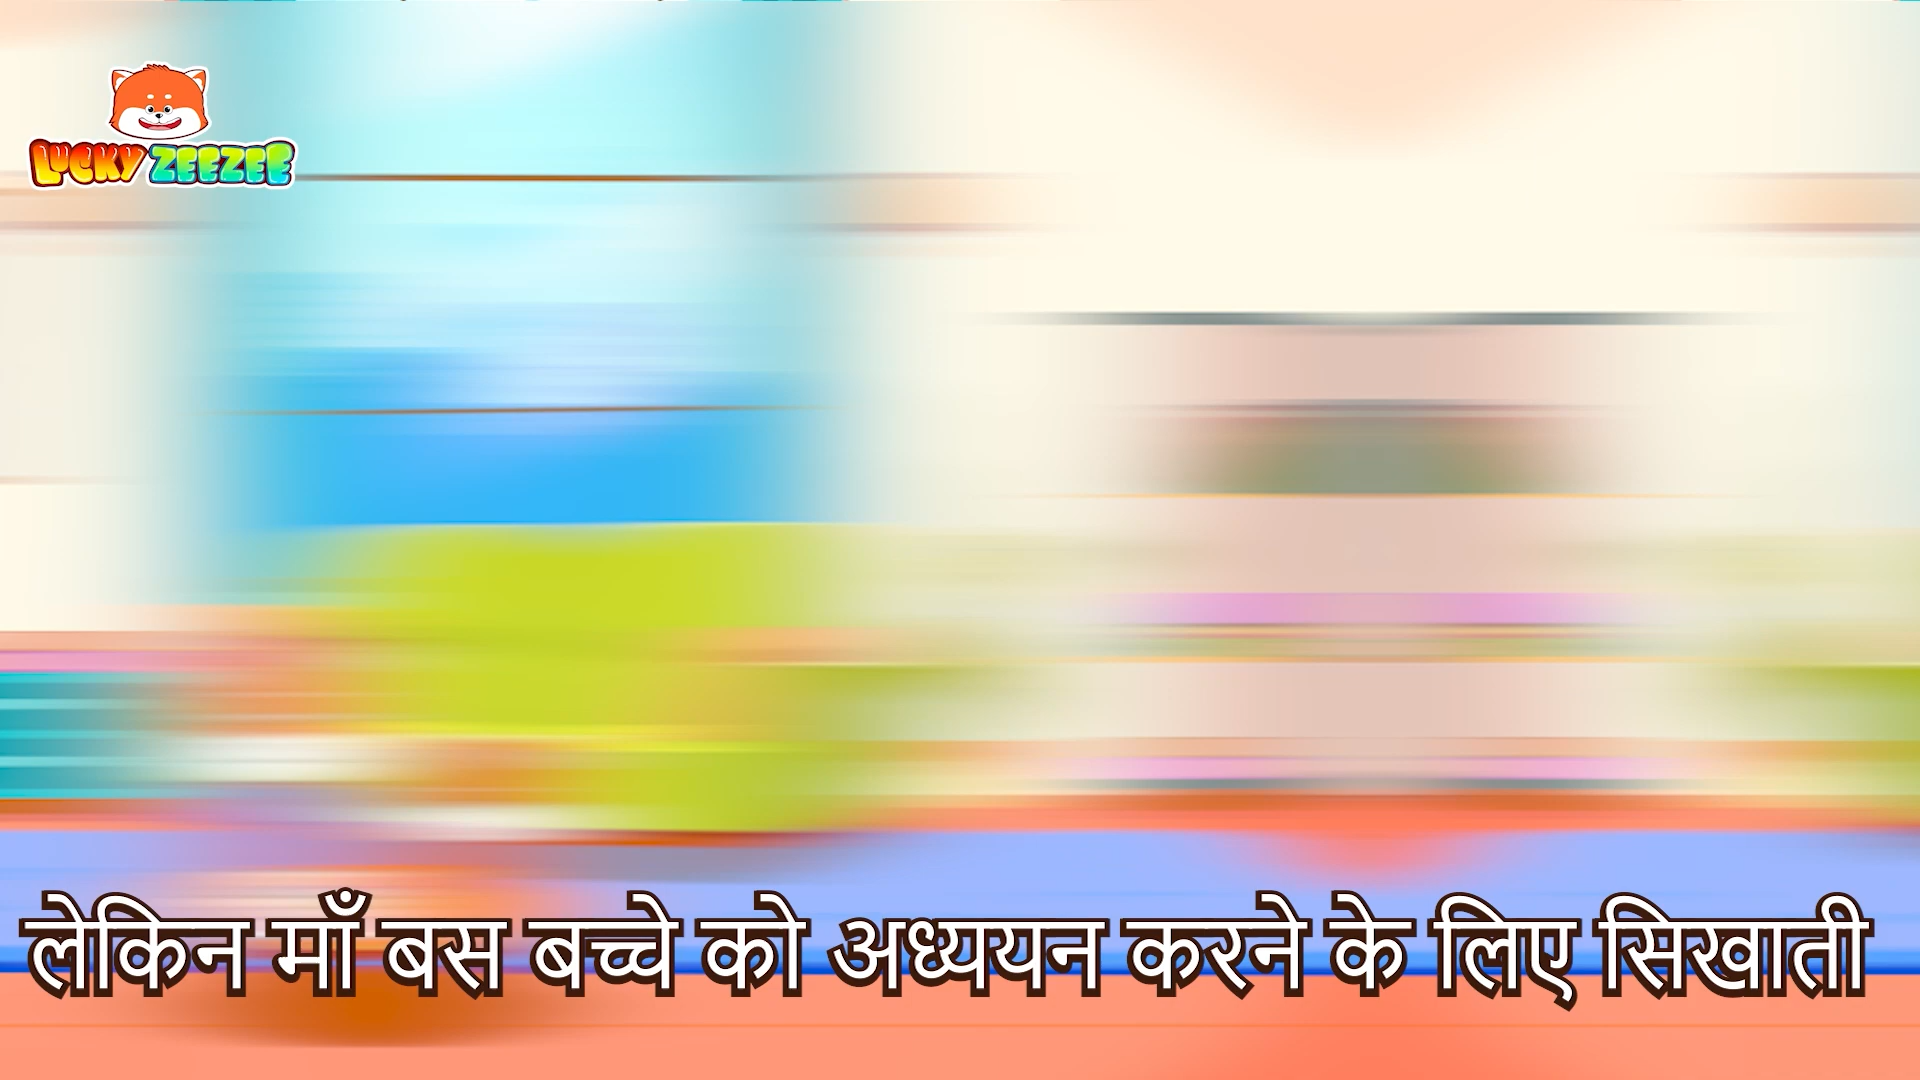 LUCKY ZEEZEE
लेकिन माँ बस बच्चे को अध्ययन करने के लिए सिखाती